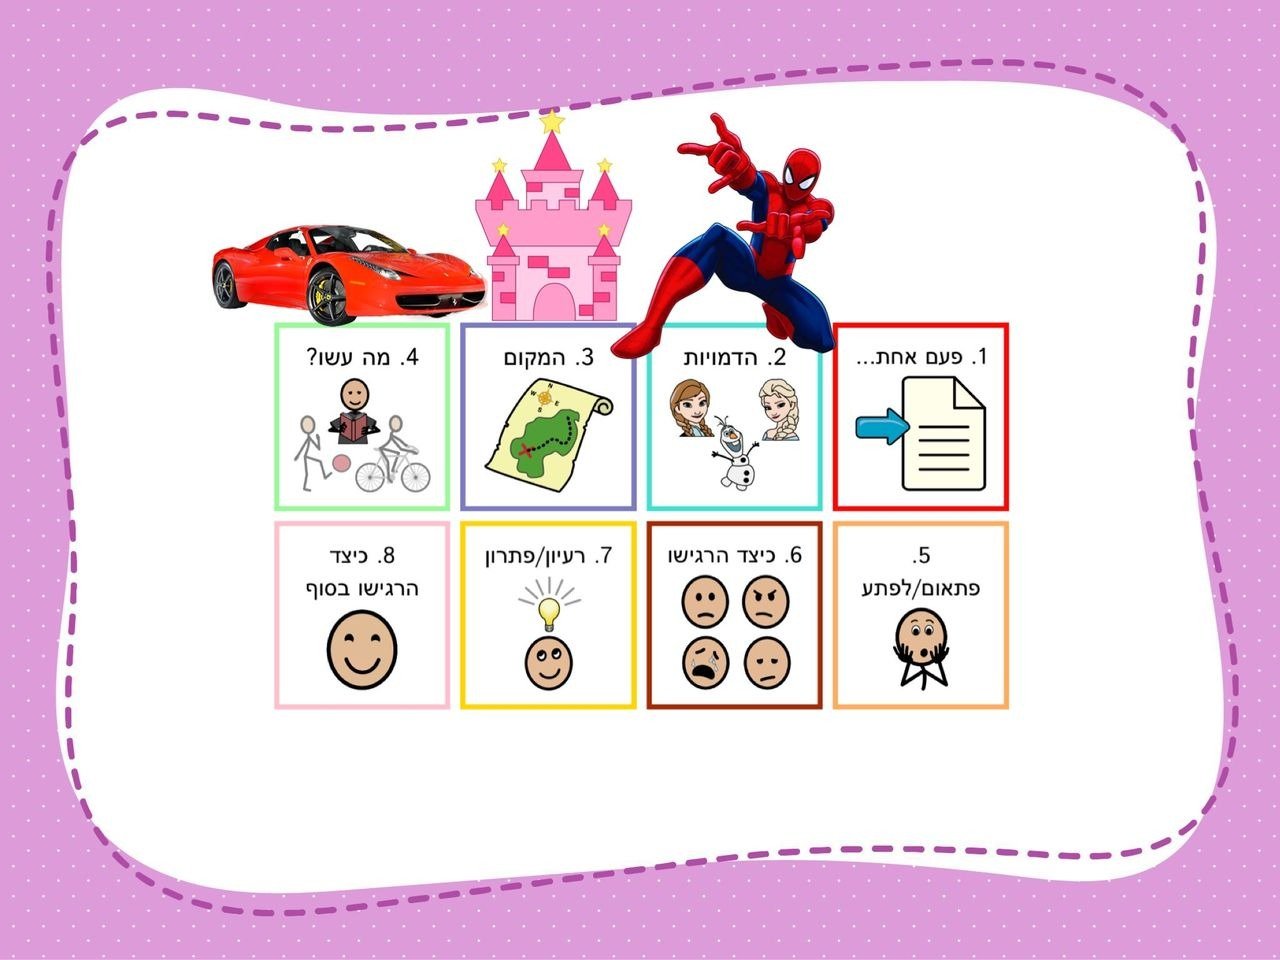 1. פעם אחת...
2. הדמויות
3. המקום
N
W
E
S
4. מה עשו?
5.
פתאום/לפתע
6. כיצד הרגישו
7. רעיון/פתרון
8. כיצד
הרגישו בסוף